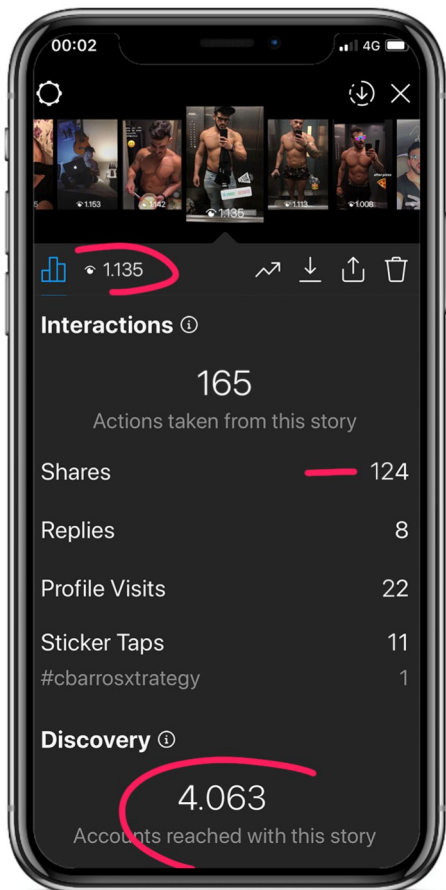 00:02 4G
1.153
1.142
1.135
1.113
1.008
1.135
Interactions
165
Actions taken from this story
Shares 124
Replies 8
Profile Visits 22
Sticker Taps 11
#cbarrosxtrategy 1
Discovery
4.063
Accounts reached with this story